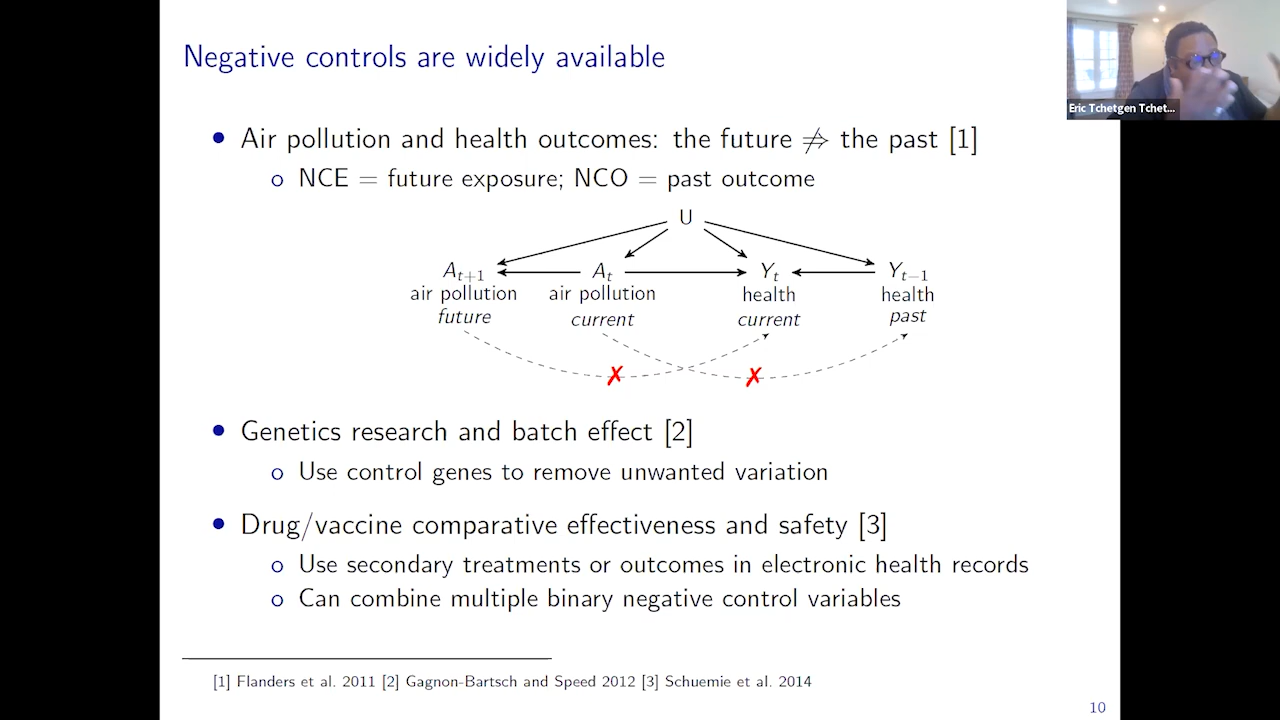 Negative controls are widely available
Eric Tchetgen Tchet...
• Air pollution and health outcomes: the future ⇏ the past [1]
o NCE = future exposure; NCO = past outcome
U
A_{t+1} A_t Y_t Y_{t−1}
air pollution air pollution health health
future current current past
✗ ✗
• Genetics research and batch effect [2]
o Use control genes to remove unwanted variation
• Drug/vaccine comparative effectiveness and safety [3]
o Use secondary treatments or outcomes in electronic health records
o Can combine multiple binary negative control variables
[1] Flanders et al. 2011 [2] Gagnon-Bartsch and Speed 2012 [3] Schuemie et al. 2014
10